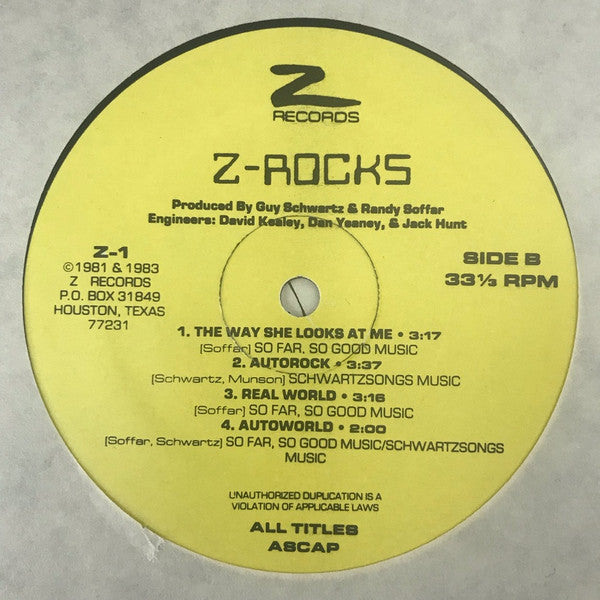 Z
RECORDS
Z-ROCKS
Produced By Guy Schwartz & Randy Soffar
Engineers: David Kealey, Dan Yeaney, & Jack Hunt
Z-1
©1981 & 1983
Z RECORDS
P.O. BOX 31849
HOUSTON, TEXAS
77231
SIDE B
33⅓ RPM
1. THE WAY SHE LOOKS AT ME • 3:17
(Soffar) SO FAR, SO GOOD MUSIC
2. AUTOROCK • 3:37
(Schwartz, Munson) SCHWARTZSONGS MUSIC
3. REAL WORLD • 3:16
(Soffar) SO FAR, SO GOOD MUSIC
4. AUTOWORLD • 2:00
(Soffar, Schwartz) SO FAR, SO GOOD MUSIC/SCHWARTZSONGS
MUSIC
UNAUTHORIZED DUPLICATION IS A
VIOLATION OF APPLICABLE LAWS
ALL TITLES
ASCAP